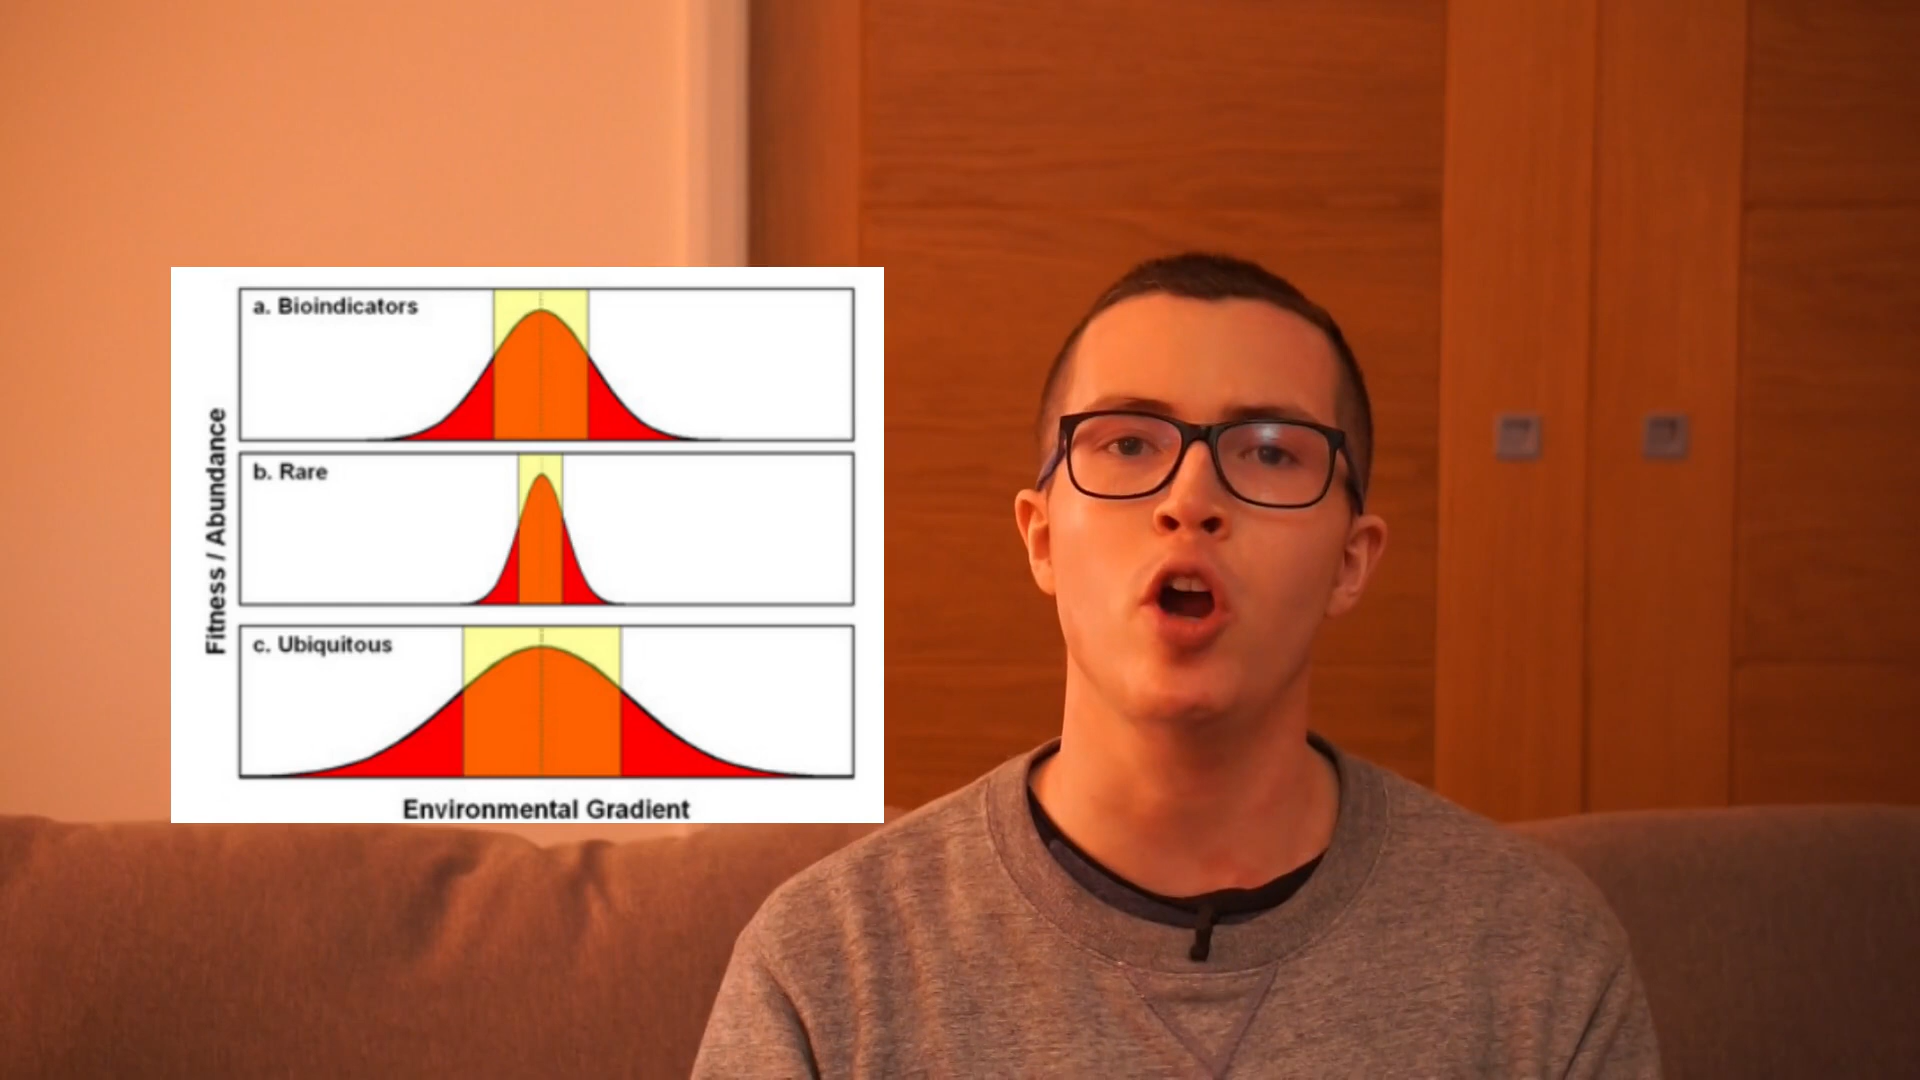 a. Bioindicators
b. Rare
c. Ubiquitous
Fitness / Abundance
Environmental Gradient